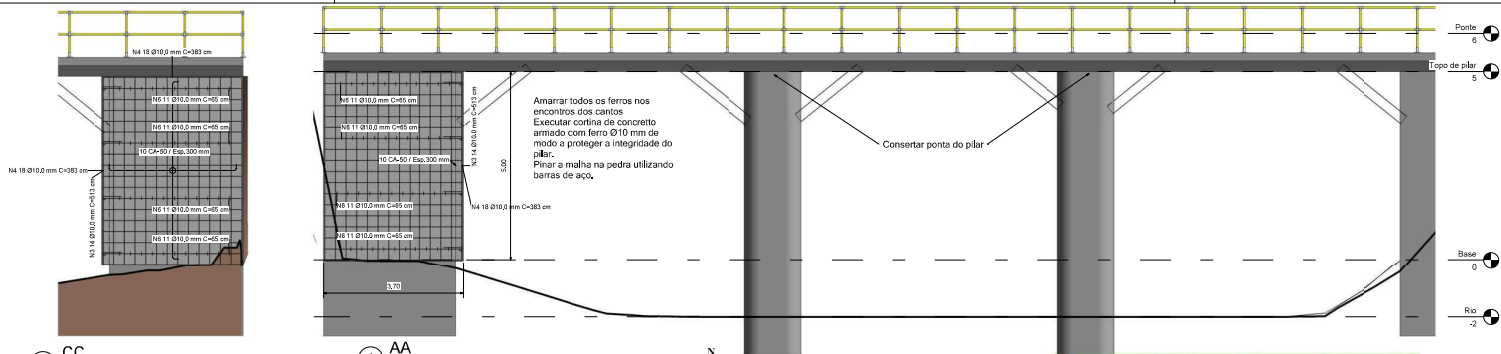 N4 18 Ø10,0 mm C=383 cm
N6 11 Ø10,0 mm C=65 cm
N6 11 Ø10,0 mm C=65 cm
10 CA-50 / Esp.300 mm
N4 18 Ø10,0 mm C=383 cm
N3 14 Ø10,0 mm C=513 cm
N6 11 Ø10,0 mm C=65 cm
N6 11 Ø10,0 mm C=65 cm
CC
N6 11 Ø10,0 mm C=65 cm
N6 11 Ø10,0 mm C=65 cm
10 CA-50 / Esp.300 mm
N3 14 Ø10,0 mm C=513 cm
5,00
N6 11 Ø10,0 mm C=65 cm
N4 18 Ø10,0 mm C=383 cm
N6 11 Ø10,0 mm C=65 cm
3,70
AA
Amarrar todos os ferros nos
encontros dos cantos
Executar cortina de concretto
armado com ferro Ø10 mm de
modo a proteger a integridade do
pilar.
Pinar a malha na pedra utilizando
barras de aço.
Consertar ponta do pilar
Ponte
6
Topo de pilar
5
Base
0
Rio
-2
N